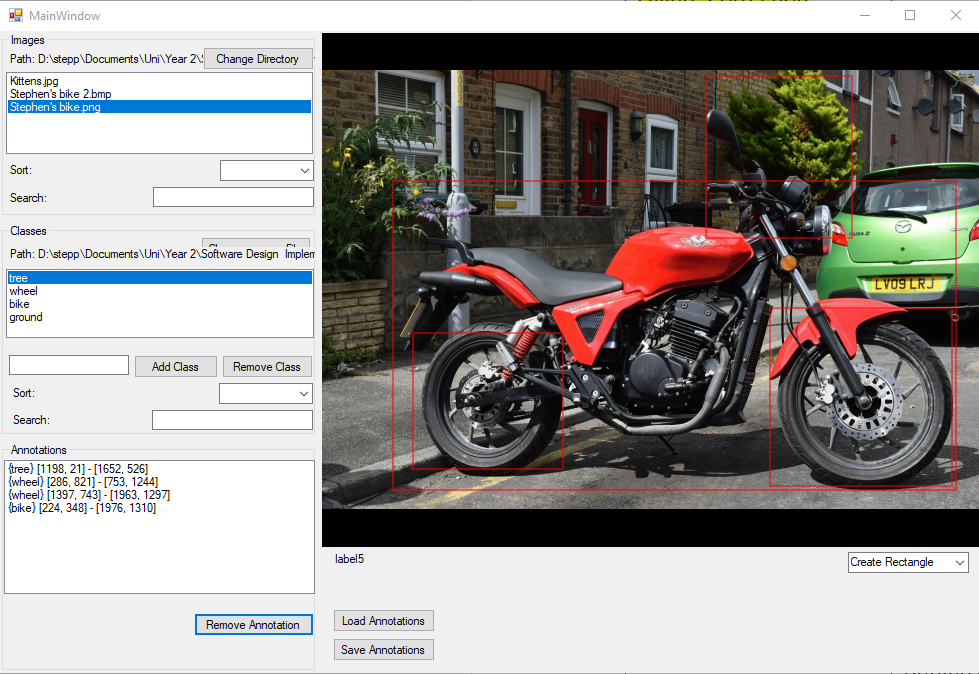 MainWindow
Images
Path: D:\stepp\Documents\Uni\Year 2\
Change Directory
Kittens.jpg
Stephen's bike 2.bmp
Stephen's bike.png
Sort:
Search:
Classes
Path: D:\stepp\Documents\Uni\Year 2\Software Design Implem
tree
wheel
bike
ground
Add Class
Remove Class
Sort:
Search:
Annotations
{tree} [1198, 21] - [1652, 526]
{wheel} [286, 821] - [753, 1244]
{wheel} [1397, 743] - [1963, 1297]
{bike} [224, 348] - [1976, 1310]
Remove Annotation
LV09 LRJ
label5
Create Rectangle
Load Annotations
Save Annotations